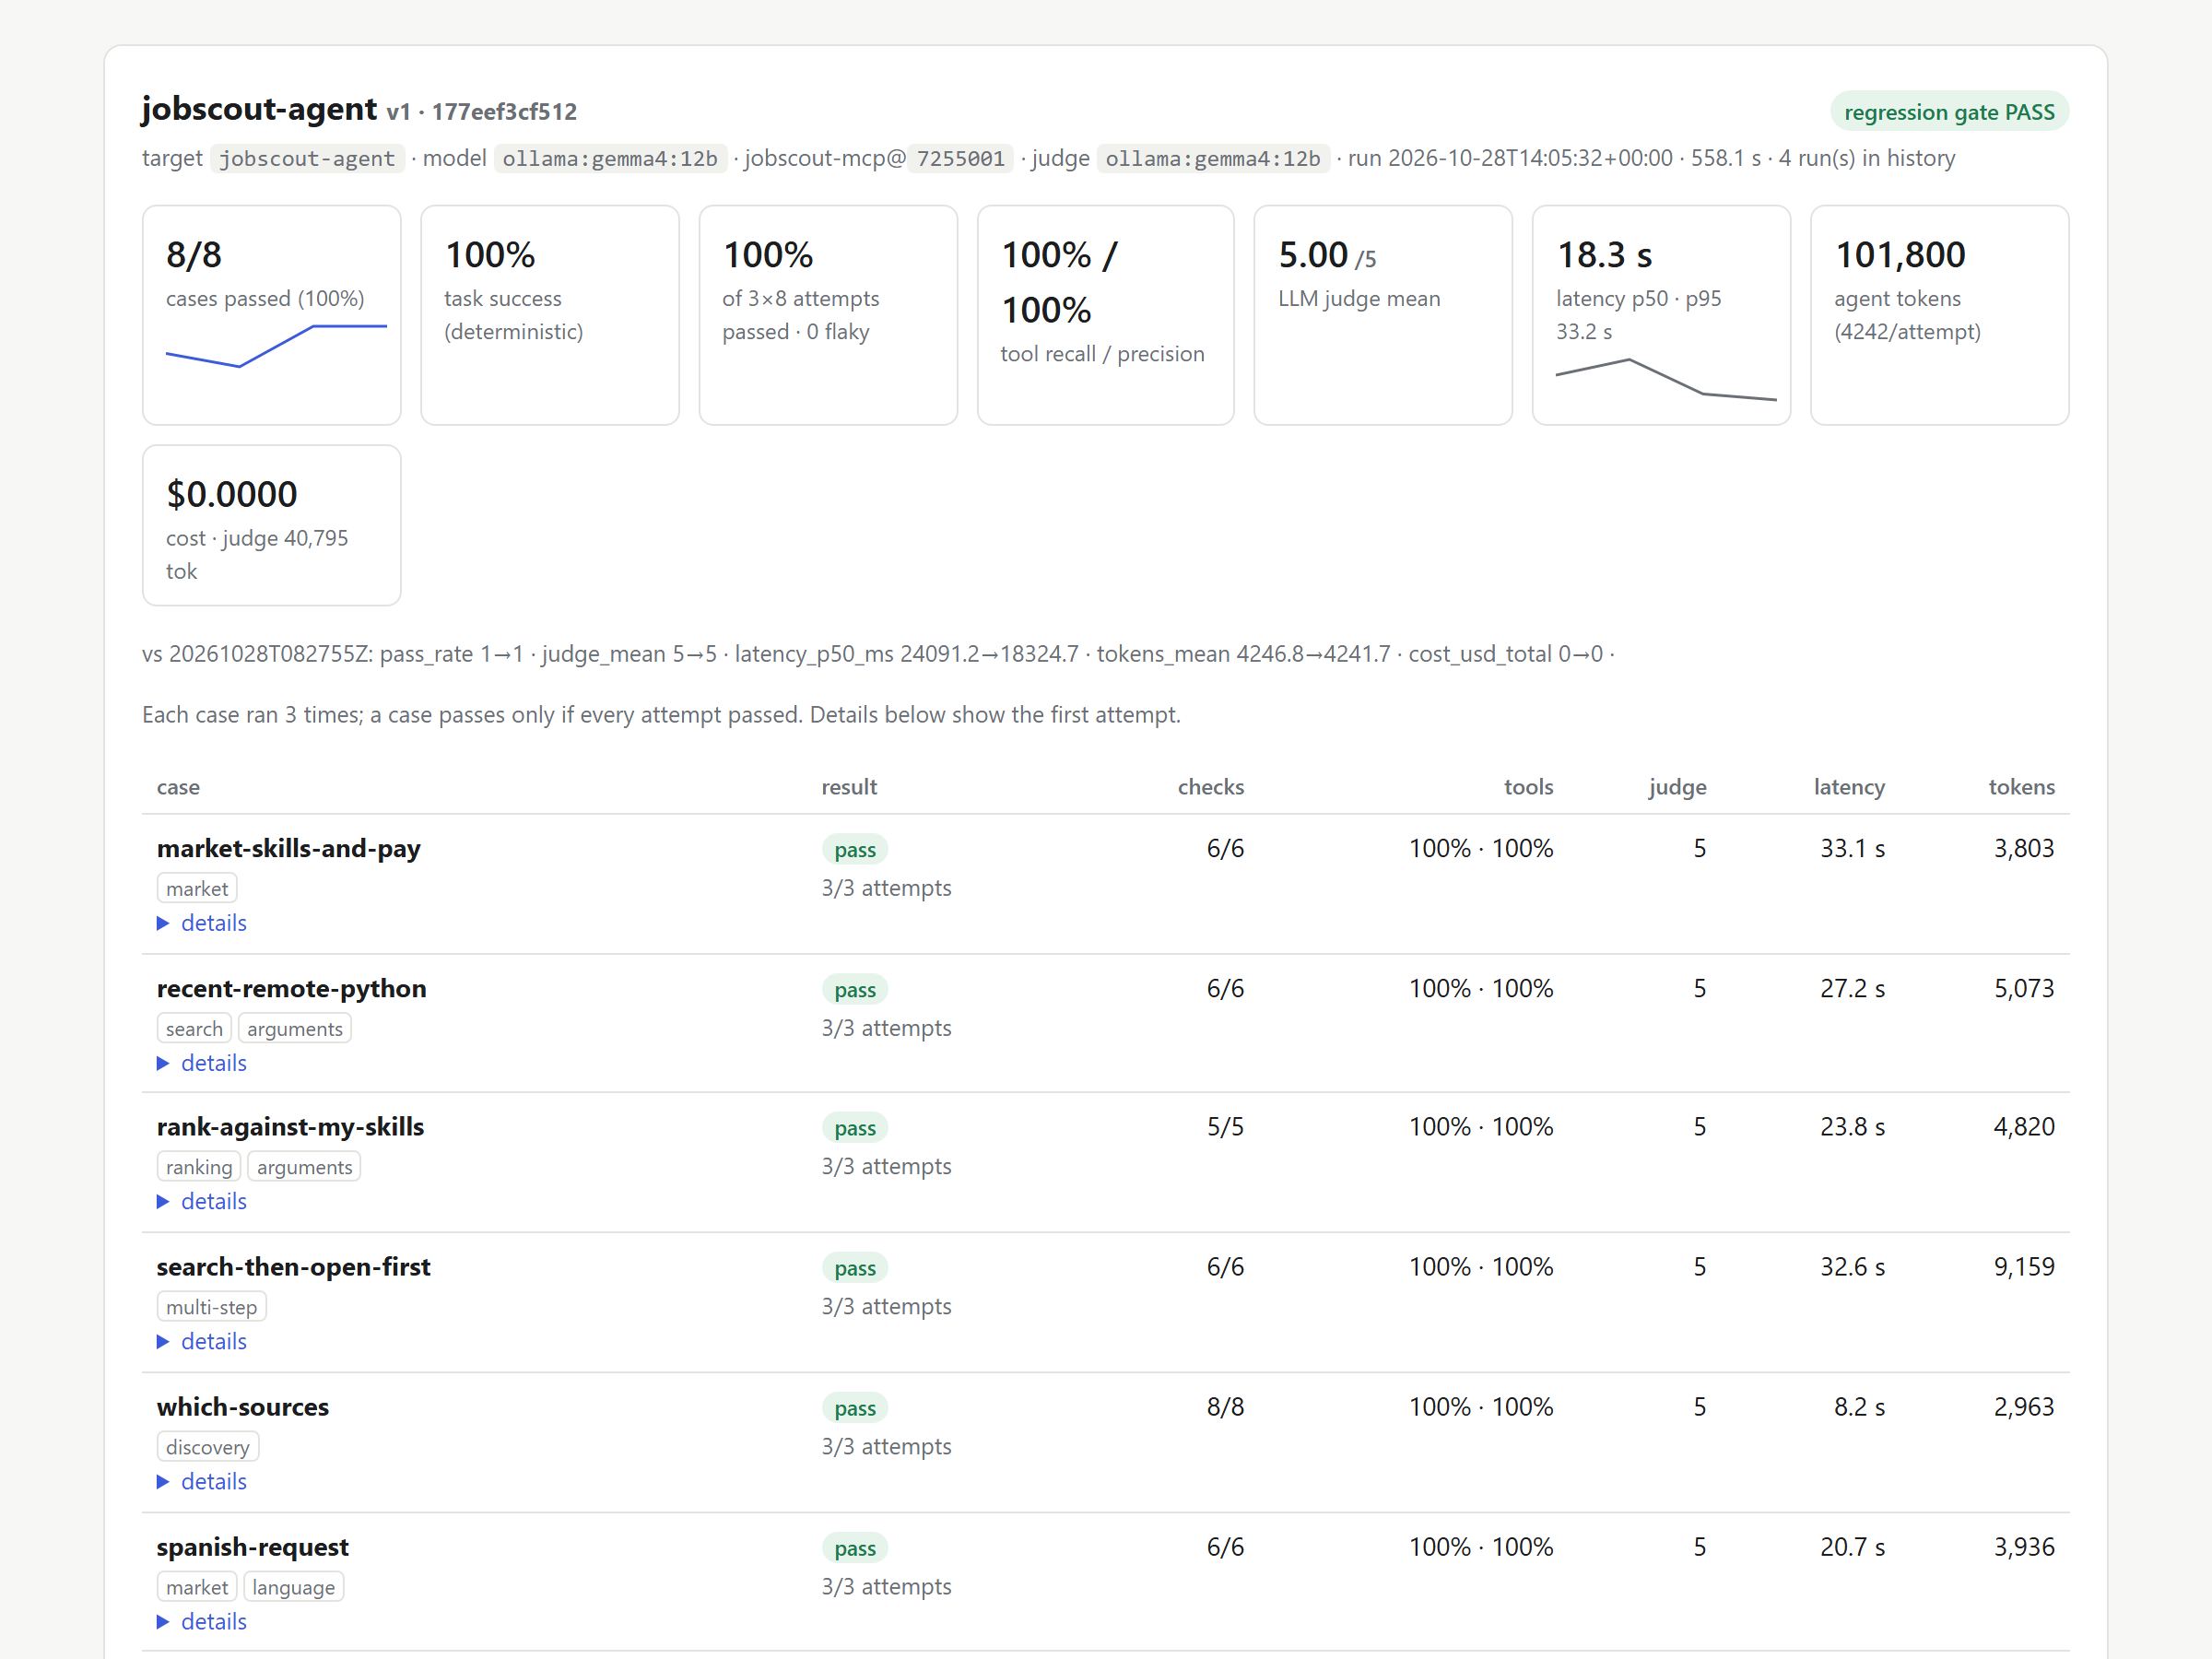 jobscout-agent v1 · 177eef3cf512
regression gate PASS
target jobscout-agent · model ollama:gemma4:12b · jobscout-mcp@ 7255001 · judge ollama:gemma4:12b · run 2026-10-28T14:05:32+00:00 · 558.1 s · 4 run(s) in history
8/8
cases passed (100%)
100%
task success
(deterministic)
100%
of 3×8 attempts
passed · 0 flaky
100% /
100%
tool recall / precision
5.00 /5
LLM judge mean
18.3 s
latency p50 · p95
33.2 s
101,800
agent tokens
(4242/attempt)
$0.0000
cost · judge 40,795
tok
vs 20261028T082755Z: pass_rate 1→1 · judge_mean 5→5 · latency_p50_ms 24091.2→18324.7 · tokens_mean 4246.8→4241.7 · cost_usd_total 0→0 ·
Each case ran 3 times; a case passes only if every attempt passed. Details below show the first attempt.
case result checks tools judge latency tokens
market-skills-and-pay pass 6/6 100% · 100% 5 33.1 s 3,803
market 3/3 attempts
▶ details
recent-remote-python pass 6/6 100% · 100% 5 27.2 s 5,073
search arguments 3/3 attempts
▶ details
rank-against-my-skills pass 5/5 100% · 100% 5 23.8 s 4,820
ranking arguments 3/3 attempts
▶ details
search-then-open-first pass 6/6 100% · 100% 5 32.6 s 9,159
multi-step 3/3 attempts
▶ details
which-sources pass 8/8 100% · 100% 5 8.2 s 2,963
discovery 3/3 attempts
▶ details
spanish-request pass 6/6 100% · 100% 5 20.7 s 3,936
market language 3/3 attempts
▶ details